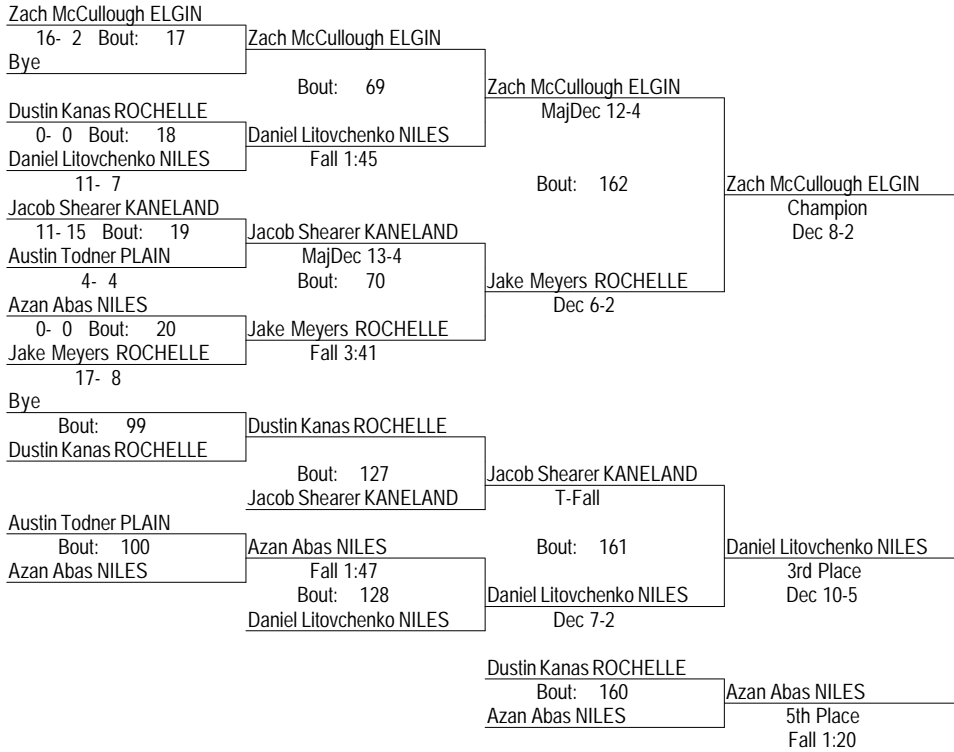 Zach McCullough ELGIN
16- 2 Bout: 17
Zach McCullough ELGIN
Bye
Bout: 69
Zach McCullough ELGIN
Dustin Kanas ROCHELLE
MajDec 12-4
0- 0 Bout: 18
Daniel Litovchenko NILES
Daniel Litovchenko NILES
Fall 1:45
11- 7
Bout: 162
Zach McCullough ELGIN
Jacob Shearer KANELAND
Champion
11- 15 Bout: 19
Jacob Shearer KANELAND
Dec 8-2
Austin Todner PLAIN
MajDec 13-4
4- 4
Bout: 70
Jake Meyers ROCHELLE
Azan Abas NILES
Dec 6-2
0- 0 Bout: 20
Jake Meyers ROCHELLE
Jake Meyers ROCHELLE
Fall 3:41
17- 8
Bye
Bout: 99
Dustin Kanas ROCHELLE
Dustin Kanas ROCHELLE
Bout: 127
Jacob Shearer KANELAND
Jacob Shearer KANELAND
T-Fall
Austin Todner PLAIN
Bout: 100
Azan Abas NILES
Bout: 161
Daniel Litovchenko NILES
Azan Abas NILES
Fall 1:47
3rd Place
Bout: 128
Daniel Litovchenko NILES
Dec 10-5
Daniel Litovchenko NILES
Dec 7-2
Dustin Kanas ROCHELLE
Bout: 160
Azan Abas NILES
Azan Abas NILES
5th Place
Fall 1:20